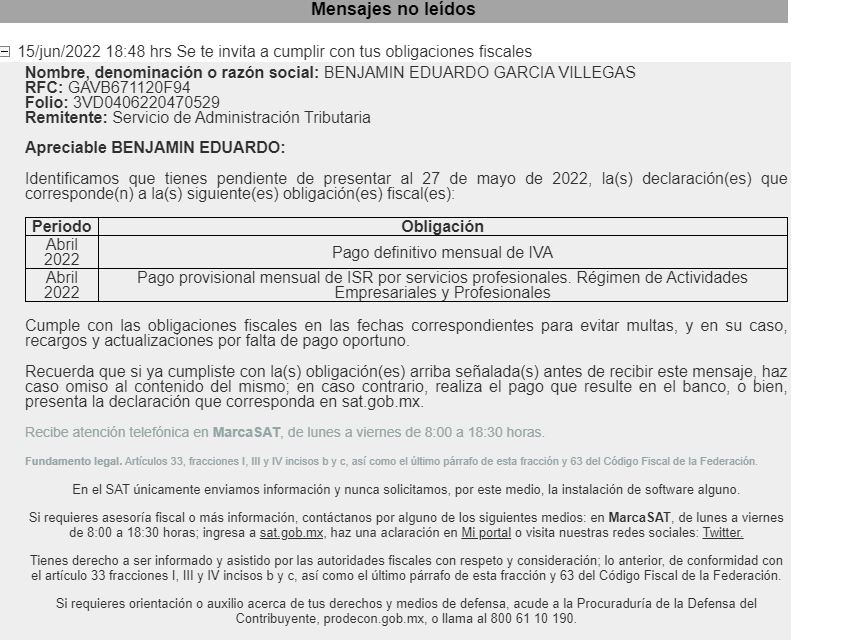 Mensajes no leídos
15/jun/2022 18:48 hrs Se te invita a cumplir con tus obligaciones fiscales
Nombre, denominación o razón social: BENJAMIN EDUARDO GARCIA VILLEGAS
RFC: GAVB671120F94
Folio: 3VD0406220470529
Remitente: Servicio de Administración Tributaria
Apreciable BENJAMIN EDUARDO:
Identificamos que tienes pendiente de presentar al 27 de mayo de 2022, la(s) declaración(es) que
corresponde(n) a la(s) siguiente(es) obligación(es) fiscal(es):
Periodo Obligación
Abril
2022
Pago definitivo mensual de IVA
Abril
2022
Pago provisional mensual de ISR por servicios profesionales. Régimen de Actividades
Empresariales y Profesionales
Cumple con las obligaciones fiscales en las fechas correspondientes para evitar multas, y en su caso,
recargos y actualizaciones por falta de pago oportuno.
Recuerda que si ya cumpliste con la(s) obligación(es) arriba señalada(s) antes de recibir este mensaje, haz
caso omiso al contenido del mismo; en caso contrario, realiza el pago que resulte en el banco, o bien,
presenta la declaración que corresponda en sat.gob.mx.
Recibe atención telefónica en MarcaSAT, de lunes a viernes de 8:00 a 18:30 horas.
Fundamento legal. Artículos 33, fracciones I, III y IV incisos b y c, así como el último párrafo de esta fracción y 63 del Código Fiscal de la Federación.
En el SAT únicamente enviamos información y nunca solicitamos, por este medio, la instalación de software alguno.
Si requieres asesoría fiscal o más información, contáctanos por alguno de los siguientes medios: en MarcaSAT, de lunes a viernes
de 8:00 a 18:30 horas; ingresa a sat.gob.mx, haz una aclaración en Mi portal o visita nuestras redes sociales: Twitter.
Tienes derecho a ser informado y asistido por las autoridades fiscales con respeto y consideración; lo anterior, de conformidad con
el artículo 33 fracciones I, III y IV incisos b y c, así como el último párrafo de esta fracción y 63 del Código Fiscal de la Federación.
Si requieres orientación o auxilio acerca de tus derechos y medios de defensa, acude a la Procuraduría de la Defensa del
Contribuyente, prodecon.gob.mx, o llama al 800 61 10 190.